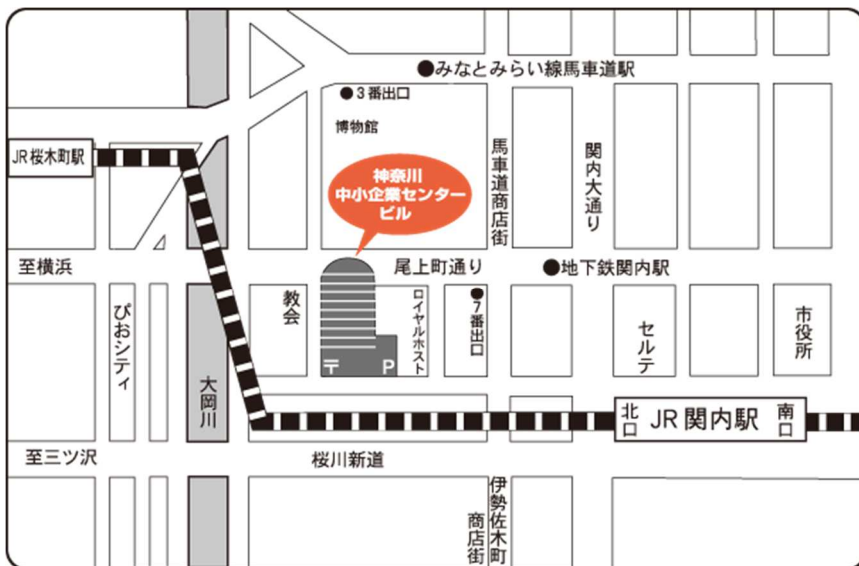 ●みなとみらい線馬車道駅
●3番出口
博物館
JR桜木町駅
神奈川
中小企業センター
ビル
馬車道商店街
関内大通り
至横浜
尾上町通り
●地下鉄関内駅
ぴおシティ
教会
ロイヤルホスト
●7番出口
セルテ
市役所
〒
P
大岡川
北口
JR関内駅
南口
至三ツ沢
桜川新道
伊勢佐木町
商店街